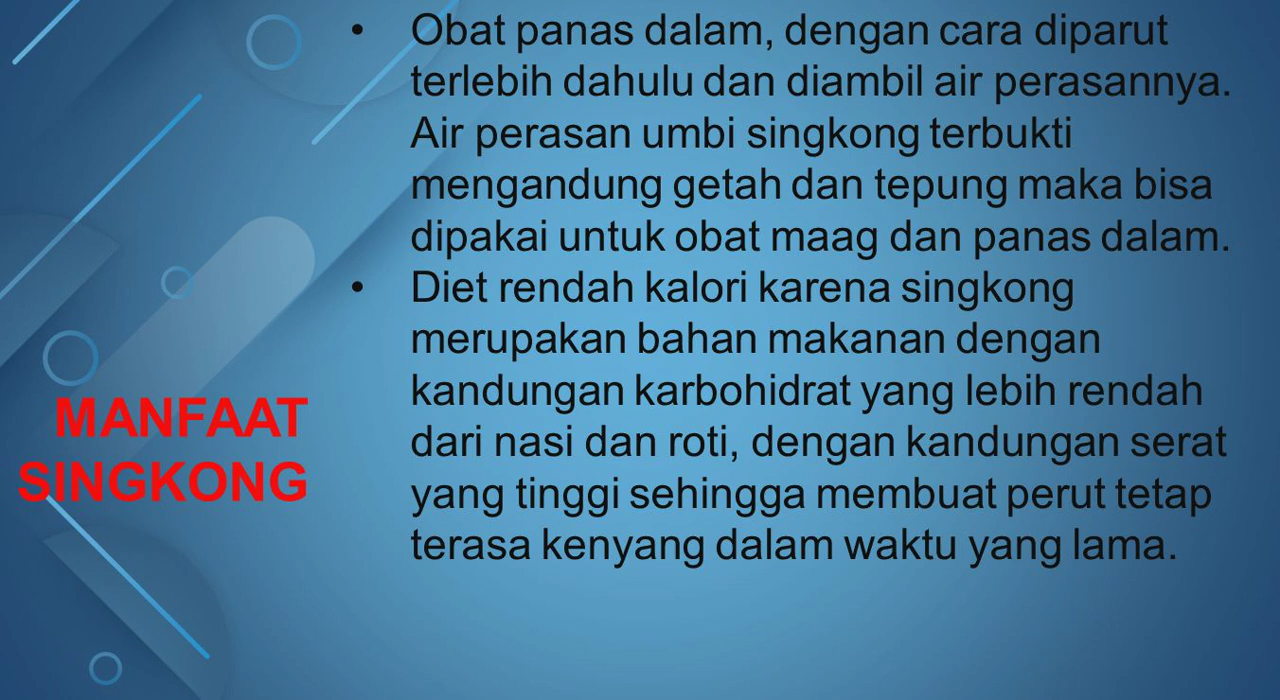 • Obat panas dalam, dengan cara diparut
terlebih dahulu dan diambil air perasannya.
Air perasan umbi singkong terbukti
mengandung getah dan tepung maka bisa
dipakai untuk obat maag dan panas dalam.
• Diet rendah kalori karena singkong
merupakan bahan makanan dengan
kandungan karbohidrat yang lebih rendah
dari nasi dan roti, dengan kandungan serat
yang tinggi sehingga membuat perut tetap
terasa kenyang dalam waktu yang lama.
MANFAAT
SINGKONG